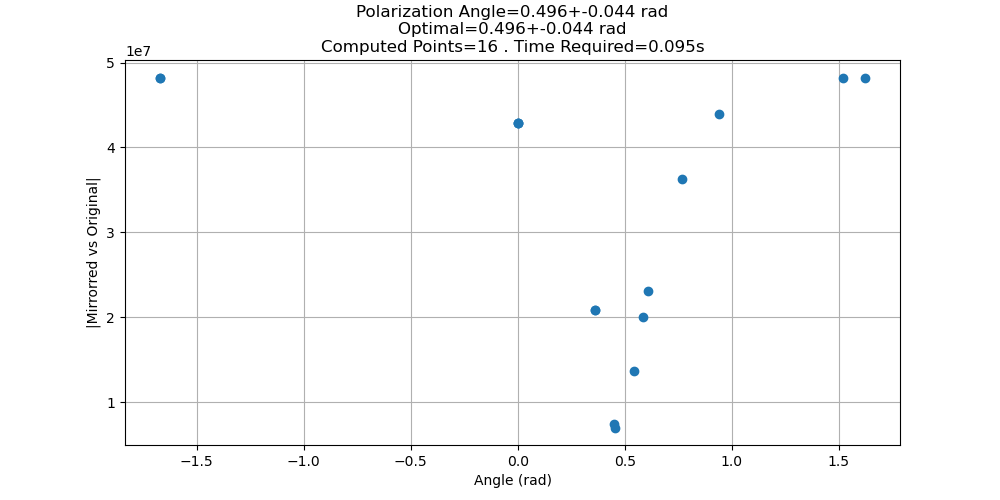 Polarization Angle=0.496+-0.044 rad
Optimal=0.496+-0.044 rad
Computed Points=16 . Time Required=0.095s
1e7
5
4
3
2
1
|Mirrorred vs Original|
−1.5 −1.0 −0.5 0.0 0.5 1.0 1.5
Angle (rad)